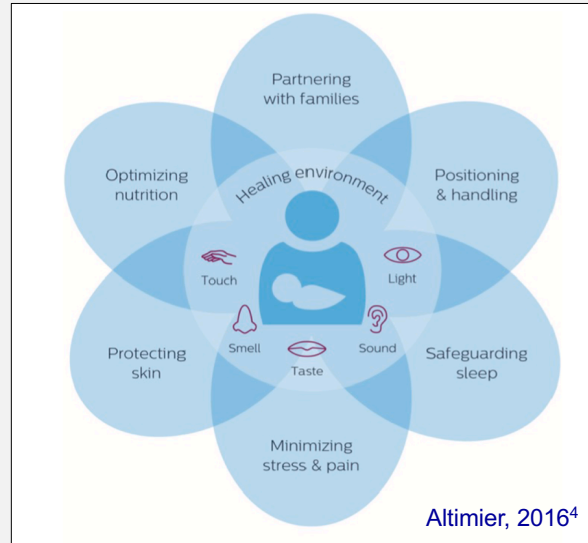 Partnering
with families
Optimizing
nutrition
Healing environment
Positioning
& handling
Touch
Light
Smell
Sound
Taste
Protecting
skin
Safeguarding
sleep
Minimizing
stress & pain
Altimier, 2016⁴